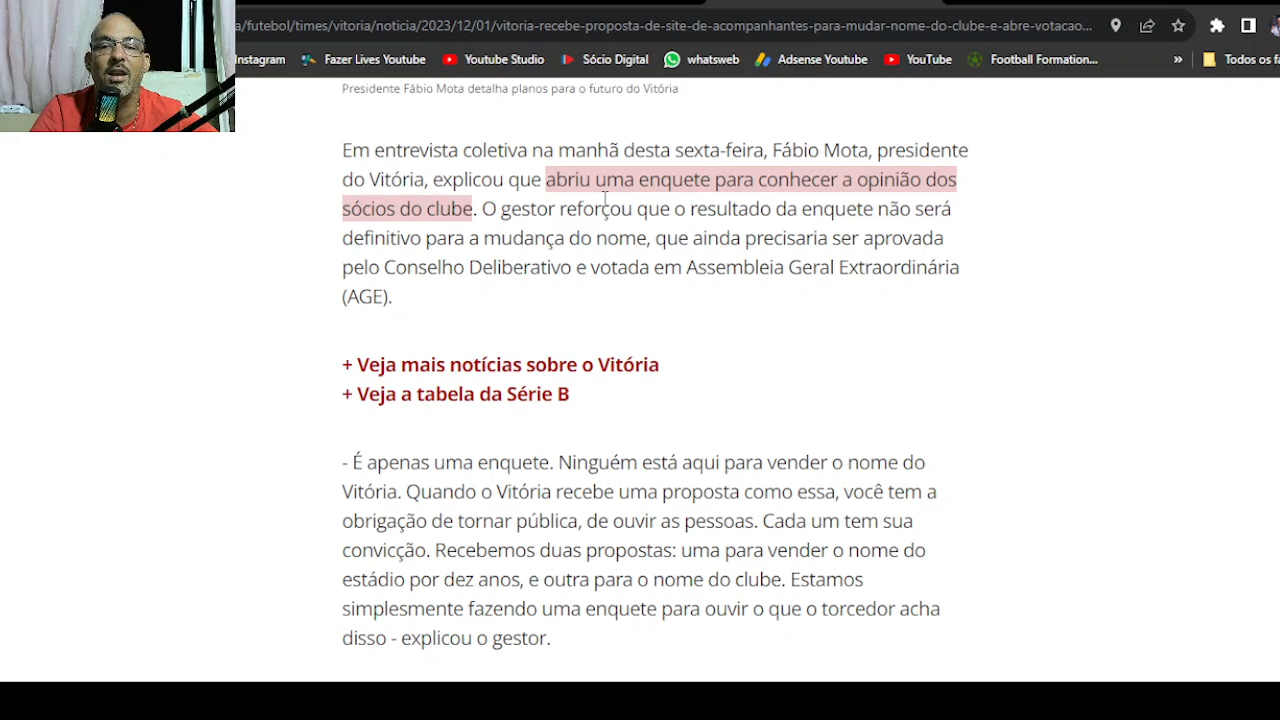 a/futebol/times/vitoria/noticia/2023/12/01/vitoria-recebe-proposta-de-site-de-acompanhantes-para-mudar-nome-do-clube-e-abre-votacao...
nstagram Fazer Lives Youtube Youtube Studio Sócio Digital whatsweb Adsense Youtube YouTube Football Formation... » Todos os fa
Presidente Fábio Mota detalha planos para o futuro do Vitória
Em entrevista coletiva na manhã desta sexta-feira, Fábio Mota, presidente
do Vitória, explicou que abriu uma enquete para conhecer a opinião dos
sócios do clube. O gestor reforçou que o resultado da enquete não será
definitivo para a mudança do nome, que ainda precisaria ser aprovada
pelo Conselho Deliberativo e votada em Assembleia Geral Extraordinária
(AGE).
+ Veja mais notícias sobre o Vitória
+ Veja a tabela da Série B
- É apenas uma enquete. Ninguém está aqui para vender o nome do
Vitória. Quando o Vitória recebe uma proposta como essa, você tem a
obrigação de tornar pública, de ouvir as pessoas. Cada um tem sua
convicção. Recebemos duas propostas: uma para vender o nome do
estádio por dez anos, e outra para o nome do clube. Estamos
simplesmente fazendo uma enquete para ouvir o que o torcedor acha
disso - explicou o gestor.